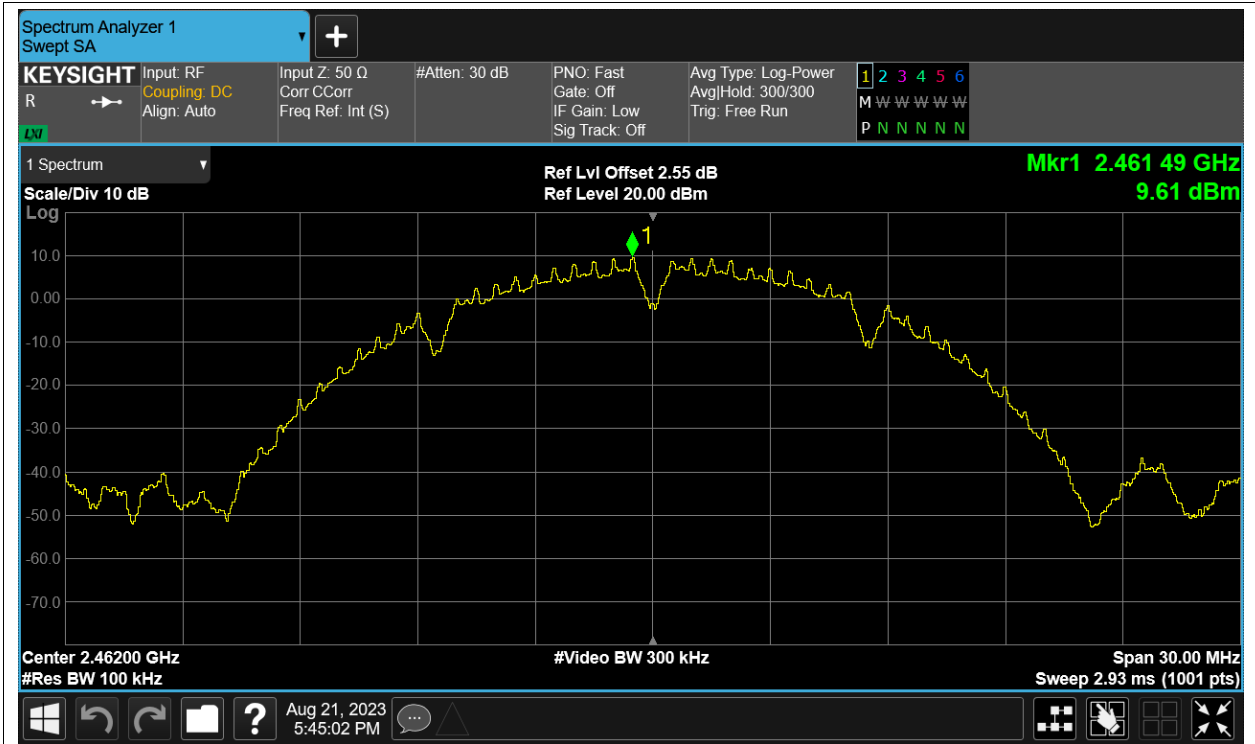 Spectrum Analyzer 1
Swept SA
KEYSIGHT
R
LXI
Input: RF
Coupling: DC
Align: Auto
Input Z: 50 Ω
Corr CCorr
Freq Ref: Int (S)
#Atten: 30 dB
PNO: Fast
Gate: Off
IF Gain: Low
Sig Track: Off
Avg Type: Log-Power
Avg|Hold: 300/300
Trig: Free Run
1 2 3 4 5 6
M W W W W W
P N N N N N
1 Spectrum
Scale/Div 10 dB
Log
Ref Lvl Offset 2.55 dB
Ref Level 20.00 dBm
Mkr1 2.461 49 GHz
9.61 dBm
1
10.0
0.00
-10.0
-20.0
-30.0
-40.0
-50.0
-60.0
-70.0
Center 2.46200 GHz
#Res BW 100 kHz
#Video BW 300 kHz
Span 30.00 MHz
Sweep 2.93 ms (1001 pts)
?
Aug 21, 2023
5:45:02 PM